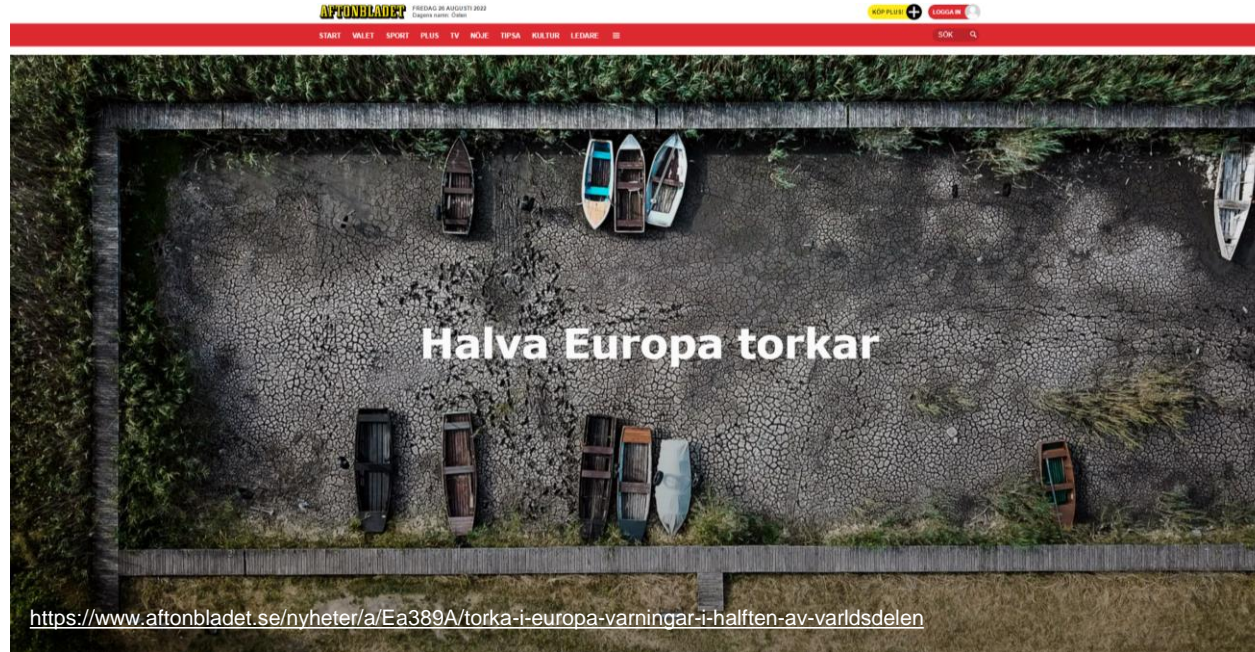 AFTONBLADET
FREDAG 26 AUGUSTI 2022
Dagens namn: Östen
KÖP PLUS!
LOGGA IN
START VALET SPORT PLUS TV NÖJE TIPSA KULTUR LEDARE
SÖK
Halva Europa torkar
https://www.aftonbladet.se/nyheter/a/Ea389A/torka-i-europa-varningar-i-halften-av-varldsdelen